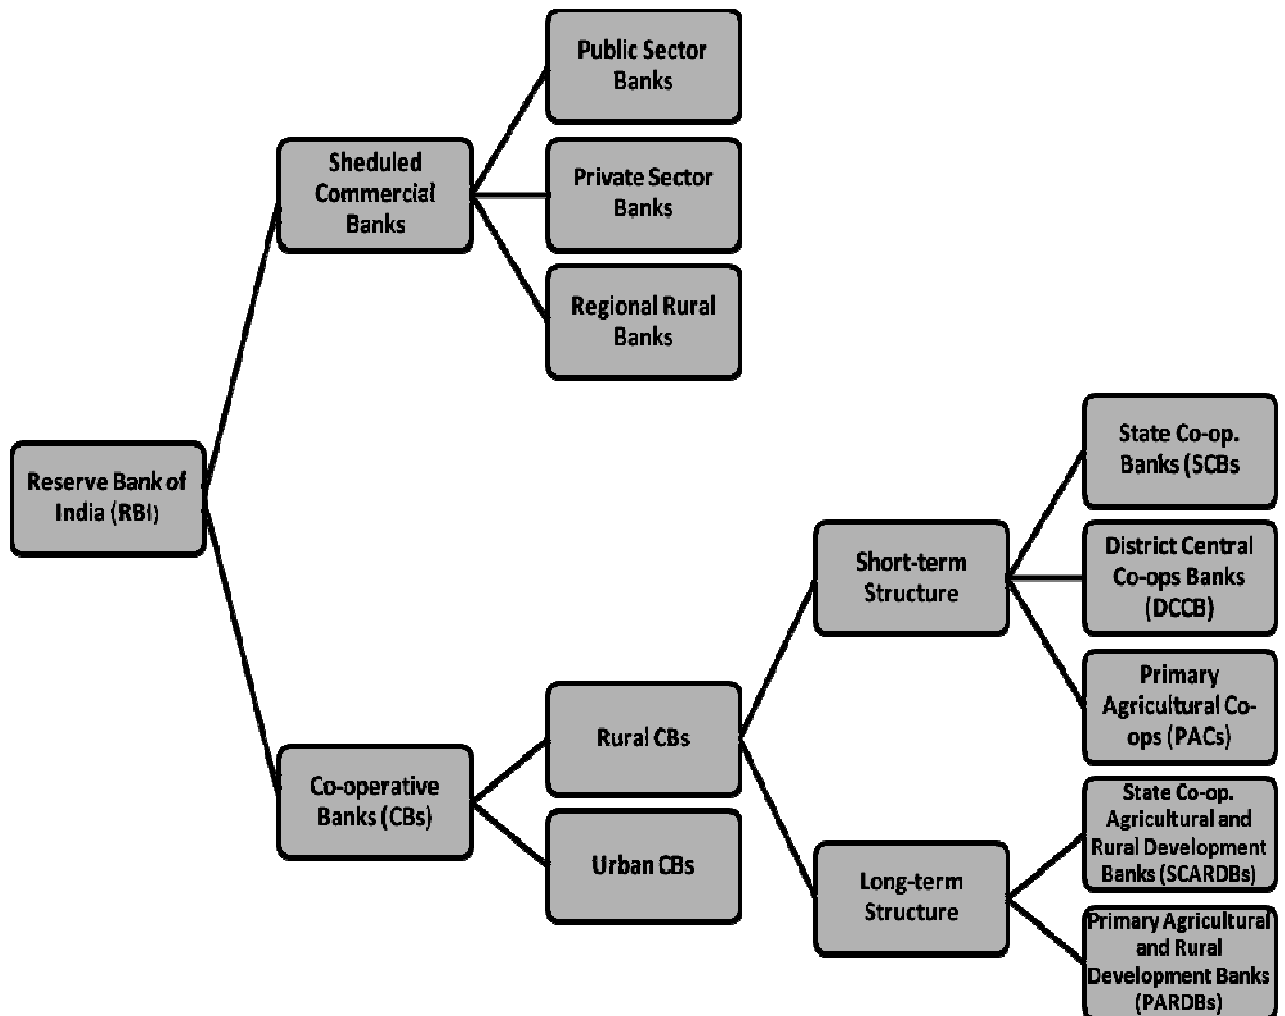 Public Sector
Banks
Sheduled
Commercial
Banks
Private Sector
Banks
Regional Rural
Banks
Reserve Bank of
India (RBI)
State Co-op.
Banks (SCBs
Short-term
Structure
District Central
Co-ops Banks
(DCCB)
Primary
Agricultural Co-
ops (PACs)
Rural CBs
Co-operative
Banks (CBs)
Urban CBs
State Co-op.
Agricultural and
Rural Development
Banks (SCARDBs)
Long-term
Structure
Primary Agricultural
and Rural
Development Banks
(PARDBs)